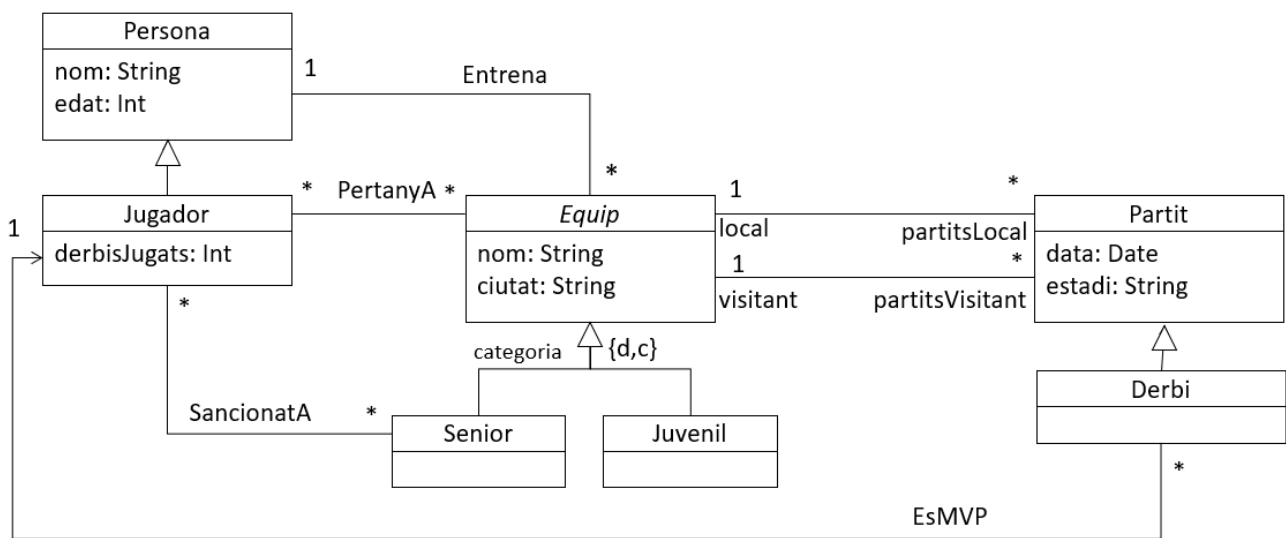 Persona
nom: String
edat: Int
1
Entrena
*
Jugador
derbisJugats: Int
1
*
PertanyA
*
Equip
nom: String
ciutat: String
1
*
local
partitsLocal
1
*
visitant
partitsVisitant
Partit
data: Date
estadi: String
*
SancionatA
*
categoria
{d,c}
Senior
Juvenil
Derbi
*
EsMVP